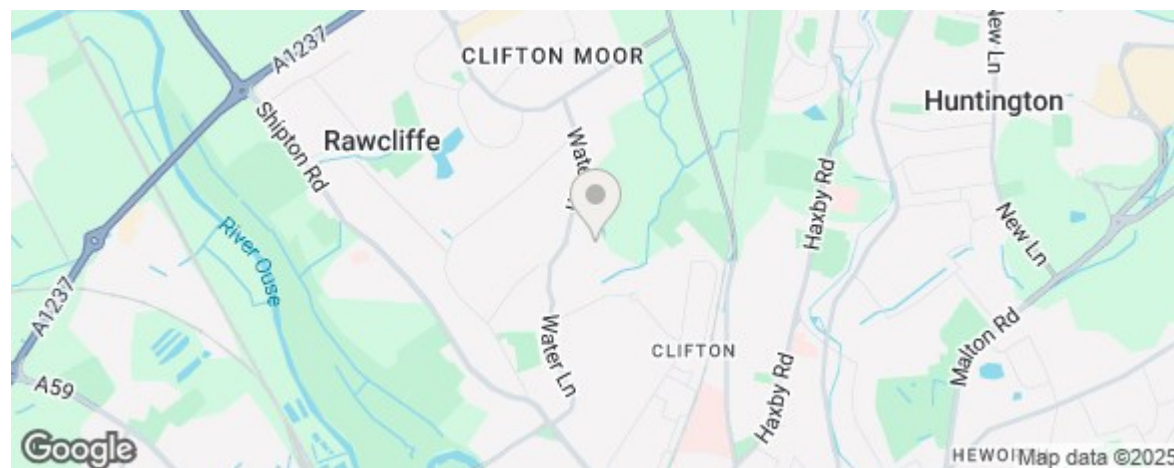 A1237
New Ln
CLIFTON MOOR
Huntington
Shipton Rd
Rawcliffe
Water
Haxby Rd
New Ln
River Ouse
A1237
Water Ln
CLIFTON
Malton Rd
A59
Haxby Rd
Google
Map data ©2025